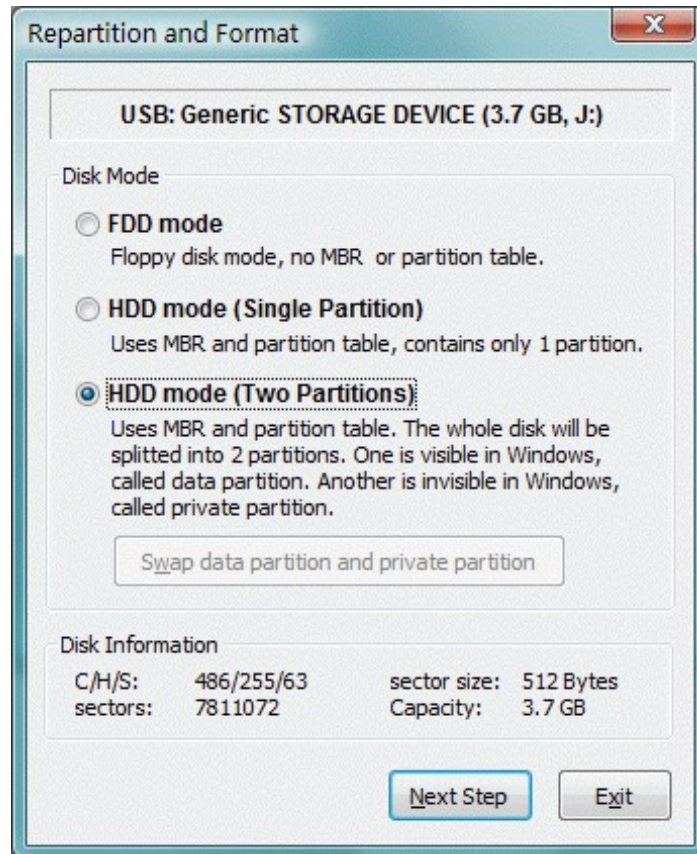 Repartition and Format
USB: Generic STORAGE DEVICE (3.7 GB, J:)
Disk Mode
FDD mode
Floppy disk mode, no MBR or partition table.
HDD mode (Single Partition)
Uses MBR and partition table, contains only 1 partition.
HDD mode (Two Partitions)
Uses MBR and partition table. The whole disk will be
splitted into 2 partitions. One is visible in Windows,
called data partition. Another is invisible in Windows,
called private partition.
Swap data partition and private partition
Disk Information
C/H/S: 486/255/63 sector size: 512 Bytes
sectors: 7811072 Capacity: 3.7 GB
Next Step Exit